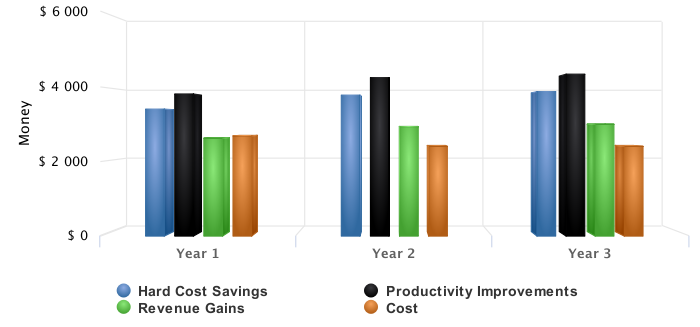 $ 6 000
$ 4 000
$ 2 000
$ 0
Money
Year 1 Year 2 Year 3
Hard Cost Savings Productivity Improvements
Revenue Gains Cost